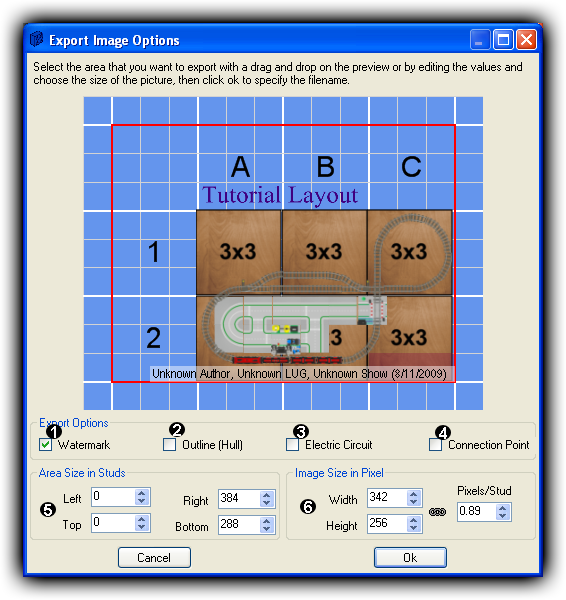 Export Image Options
Select the area that you want to export with a drag and drop on the preview or by editing the values and
choose the size of the picture, then click ok to specify the filename.
A B C
Tutorial Layout
1 3x3 3x3 3x3
2 3 3x3
Unknown Author, Unknown LUG, Unknown Show (8/11/2009)
Export Options
1 2 3 4
Watermark Outline (Hull) Electric Circuit Connection Point
Area Size in Studs Image Size in Pixel
5 Left 0 Right 384 6 Width 342 Pixels/Stud
Top 0 Bottom 288 Height 256 0.89
Cancel Ok